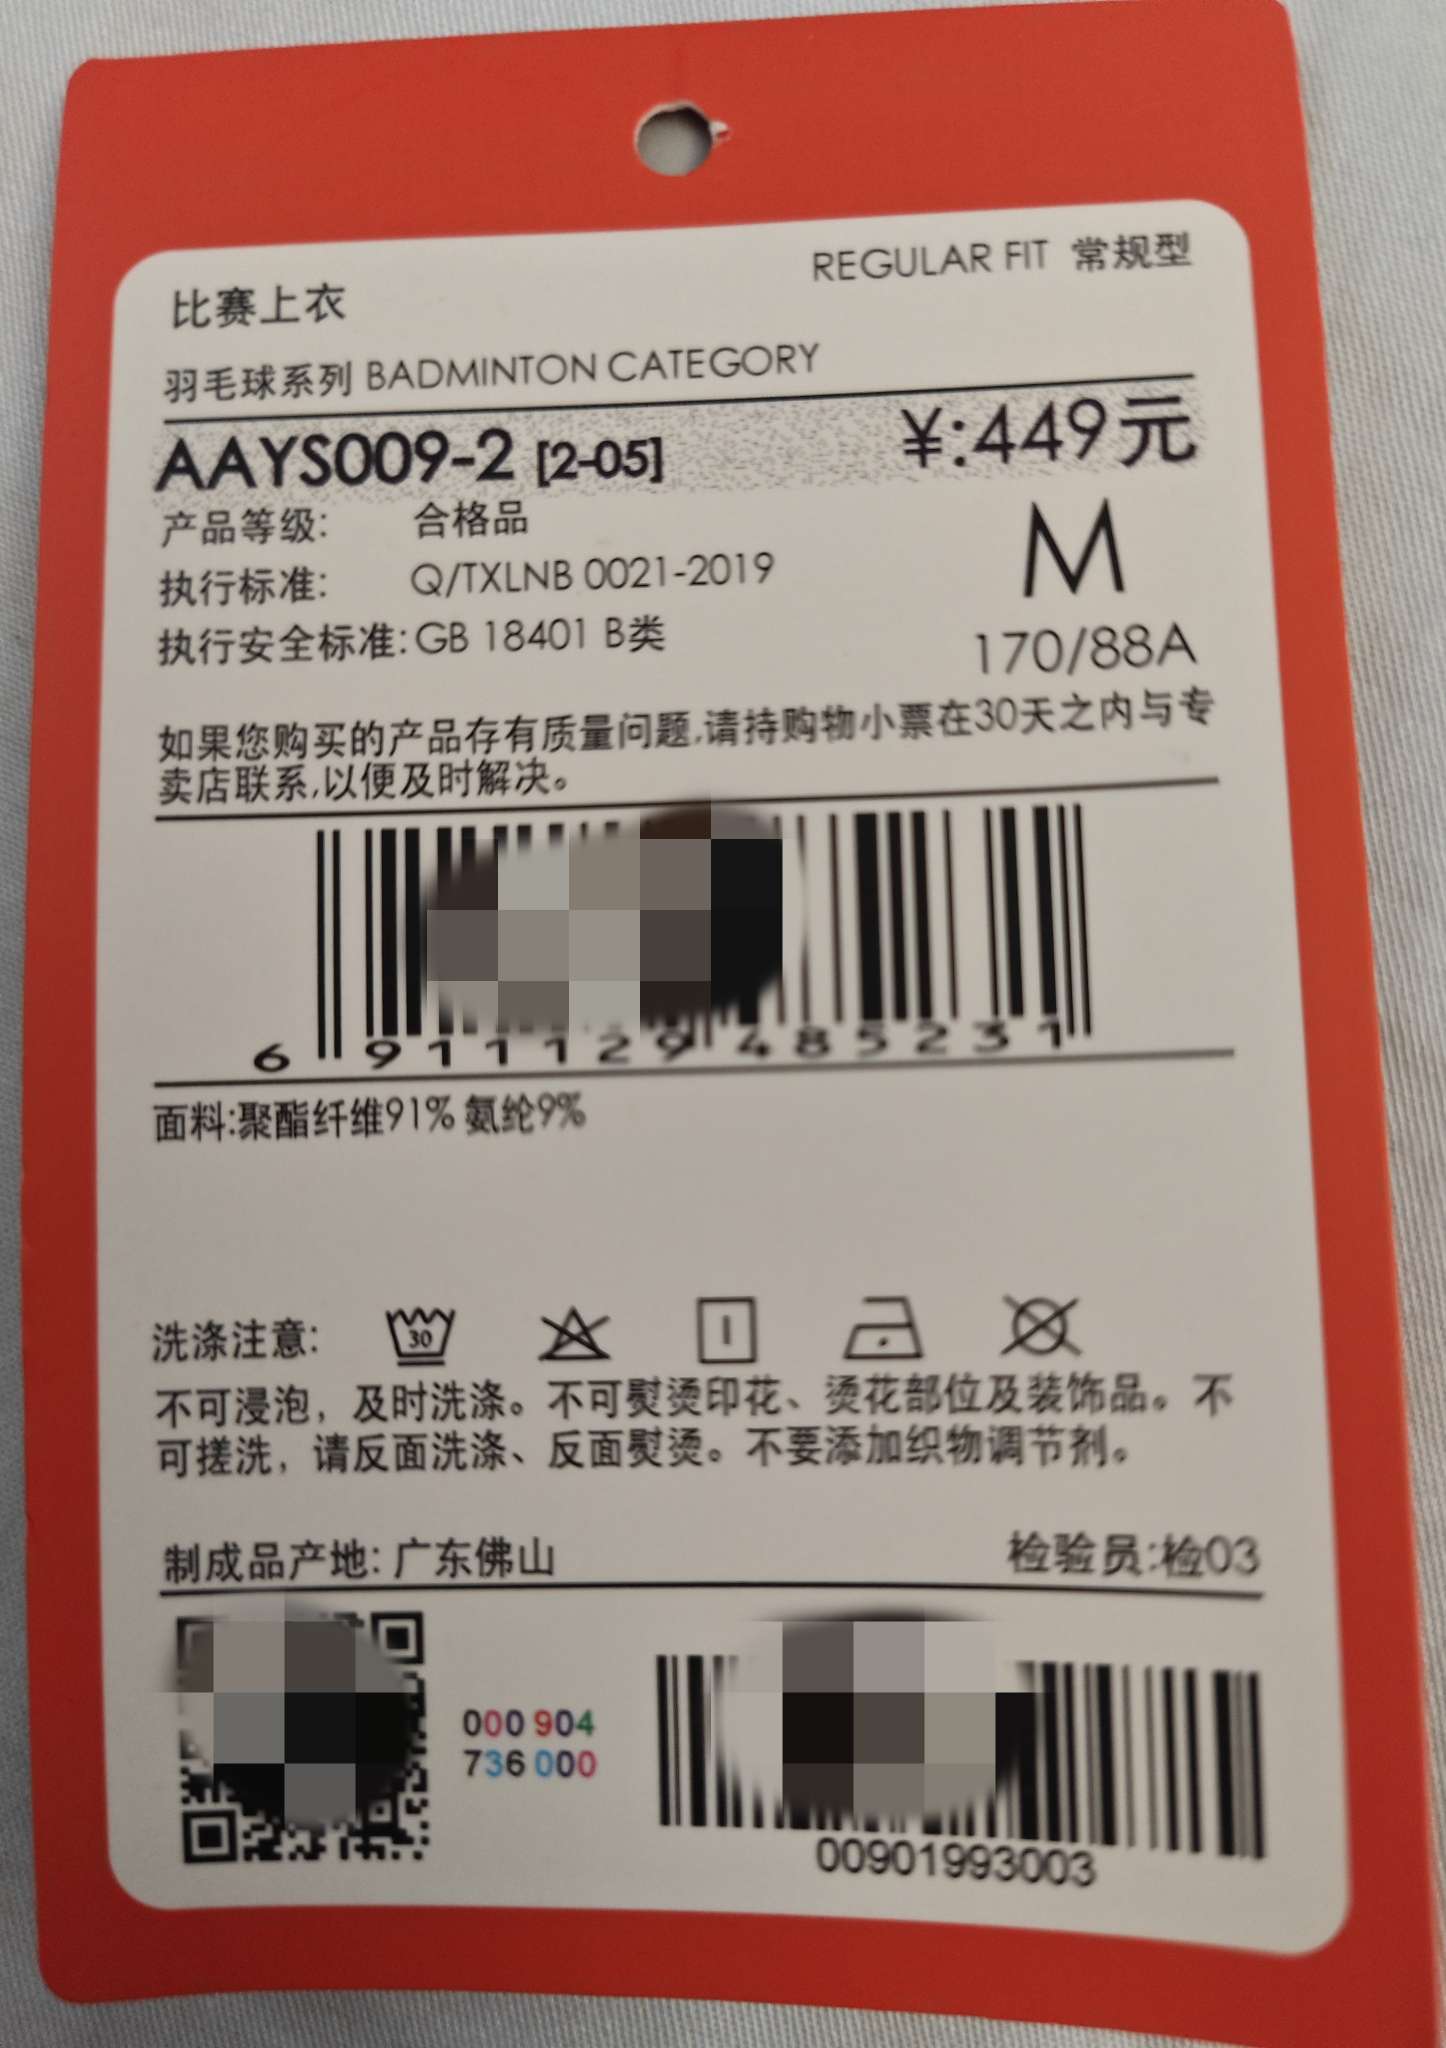 REGULAR FIT 常规型
比赛上衣
羽毛球系列 BADMINTON CATEGORY
AAYS009-2 [2-05] ¥:449元
产品等级: 合格品
M
执行标准: Q/TXLNB 0021-2019
执行安全标准:GB 18401 B类
170/88A
如果您购买的产品存有质量问题,请持购物小票在30天之内与专
卖店联系,以便及时解决。
6 911129 485231
面料:聚酯纤维91% 氨纶9%
洗涤注意: 30
不可浸泡，及时洗涤。不可熨烫印花、烫花部位及装饰品。不
可搓洗，请反面洗涤、反面熨烫。不要添加织物调节剂。
制成品产地: 广东佛山 检验员:检03
000 904
736 000
00901993003